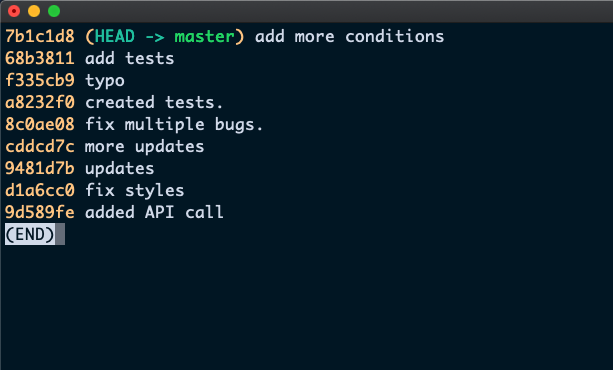 7b1c1d8 (HEAD -> master) add more conditions
68b3811 add tests
f335cb9 typo
a8232f0 created tests.
8c0ae08 fix multiple bugs.
cddcd7c more updates
9481d7b updates
d1a6cc0 fix styles
9d589fe added API call
(END)